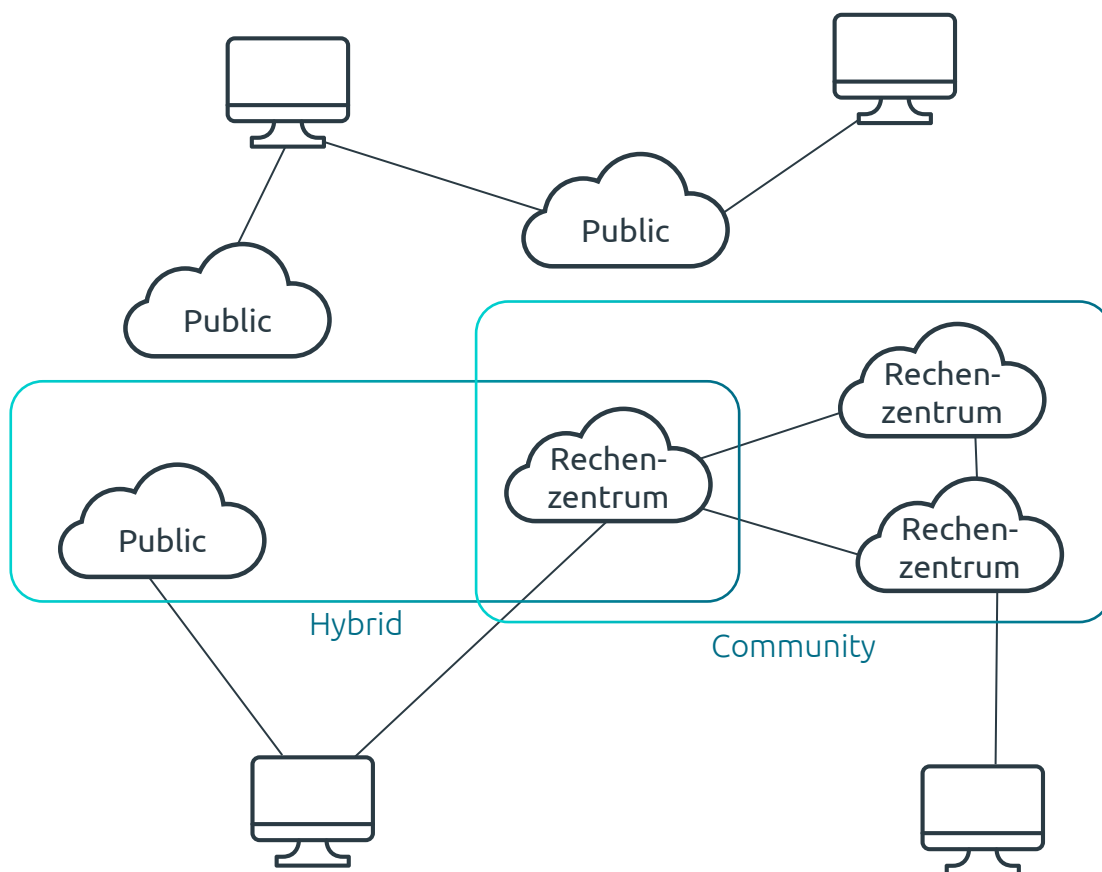 Public
Public
Rechen-
zentrum
Rechen-
zentrum
Rechen-
zentrum
Public
Hybrid
Community